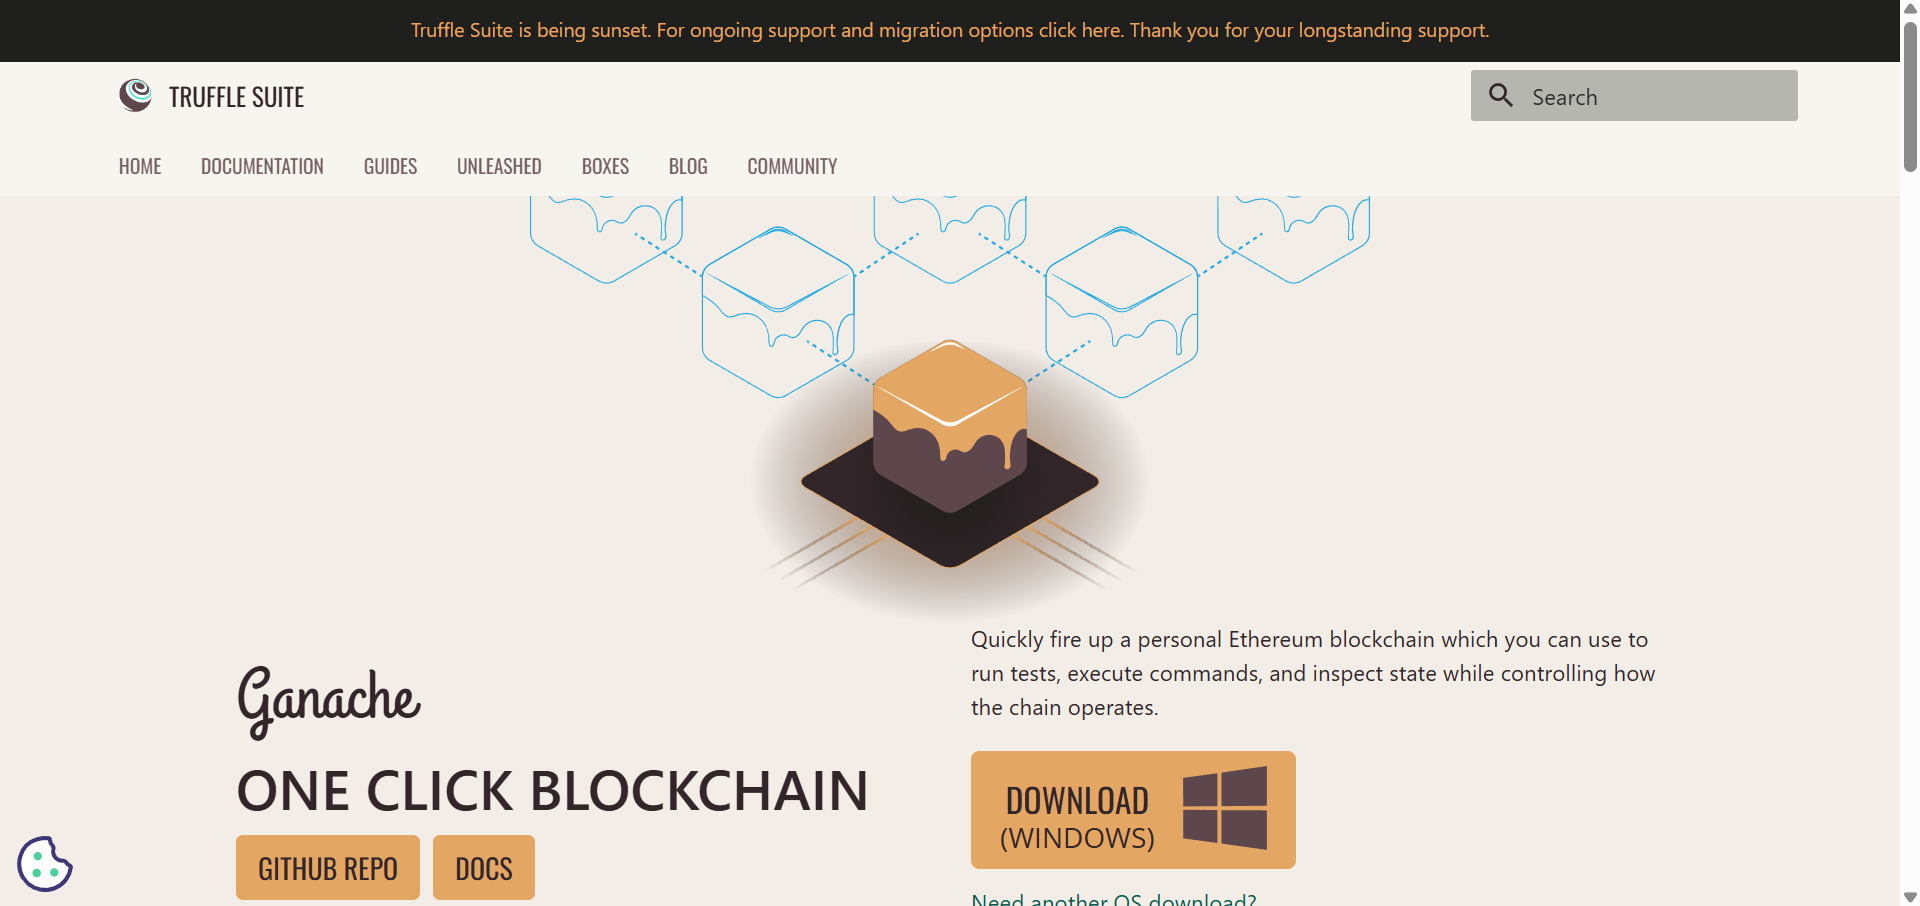 Truffle Suite is being sunset. For ongoing support and migration options click here. Thank you for your longstanding support.
TRUFFLE SUITE
Search
HOME
DOCUMENTATION
GUIDES
UNLEASHED
BOXES
BLOG
COMMUNITY
Ganache
ONE CLICK BLOCKCHAIN
GITHUB REPO
DOCS
Quickly fire up a personal Ethereum blockchain which you can use to
run tests, execute commands, and inspect state while controlling how
the chain operates.
DOWNLOAD
(WINDOWS)
Need another OS download?